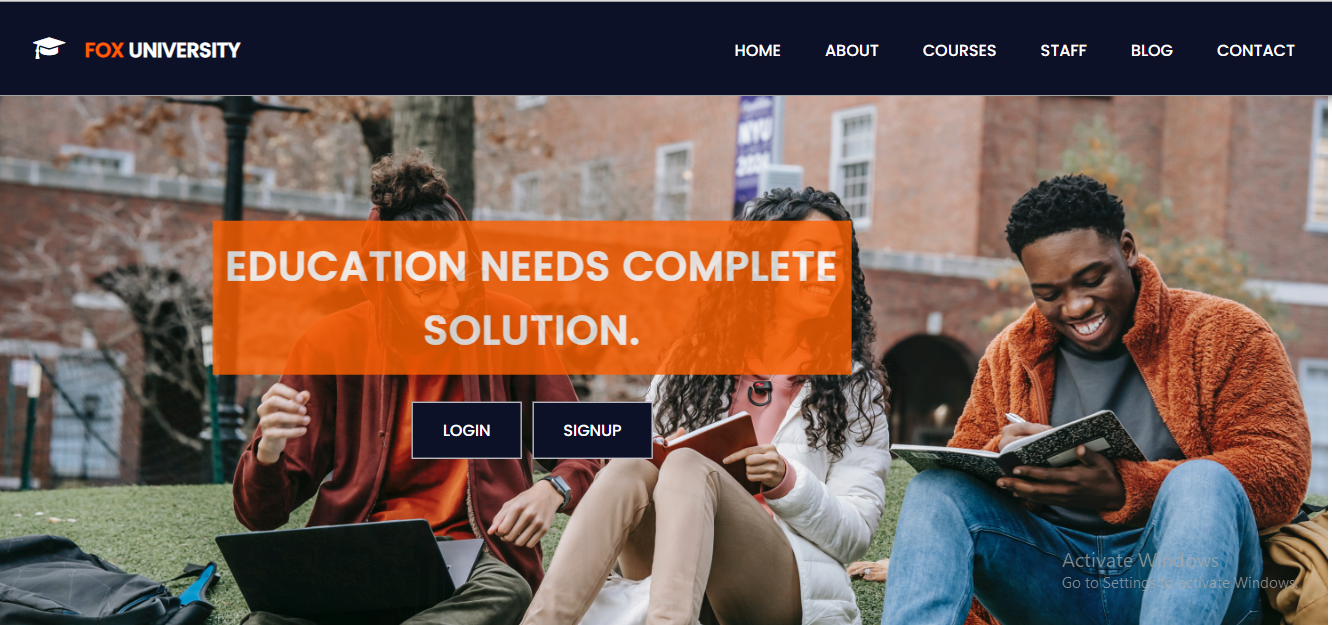 FOX UNIVERSITY
HOME ABOUT COURSES STAFF BLOG CONTACT
NYU
EDUCATION NEEDS COMPLETE
SOLUTION.
LOGIN SIGNUP
Activate Windows
Go to Settings to activate Windows.